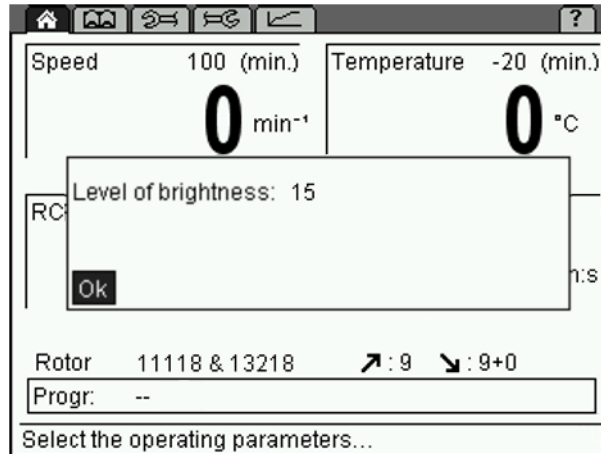 ?
Speed 100 (min.) Temperature -20 (min.)
0 min⁻¹ 0 °C
Level of brightness: 15
RC
:s
Ok
Rotor 11118 & 13218 ↗ : 9 ↘ : 9+0
Progr: --
Select the operating parameters...